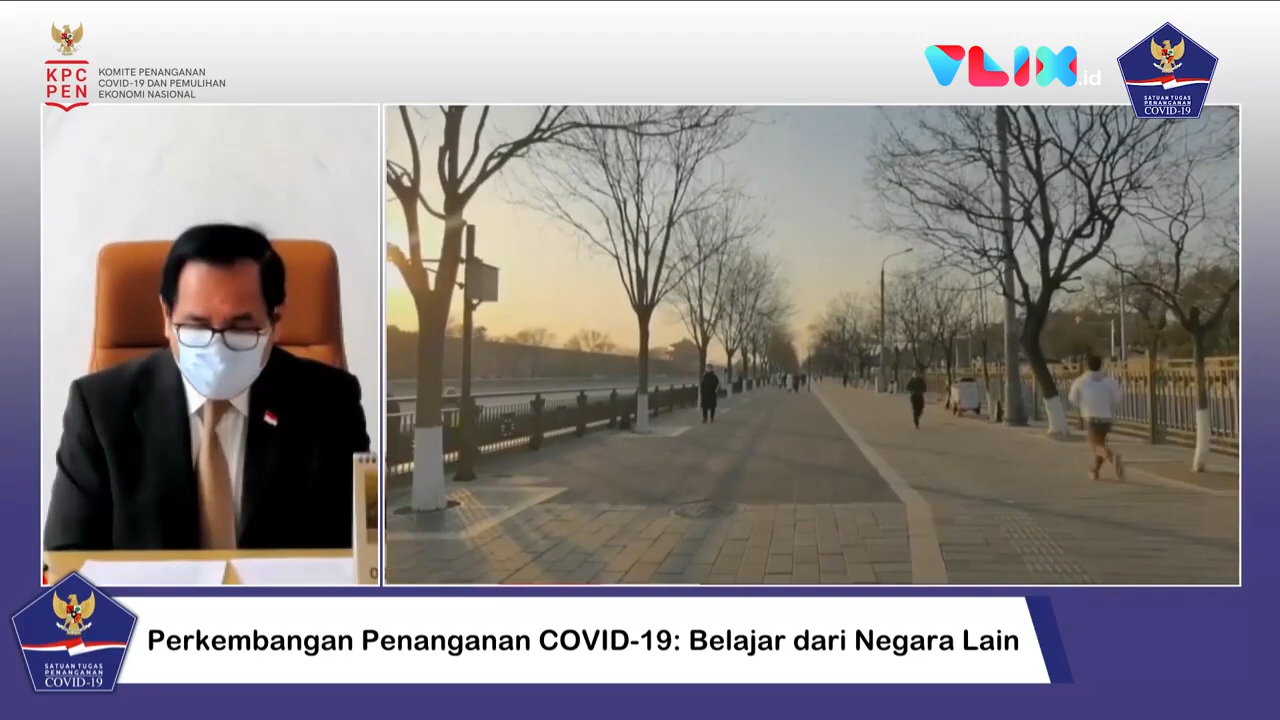 KPC
PEN
KOMITE PENANGANAN
COVID-19 DAN PEMULIHAN
EKONOMI NASIONAL
VLIX.id
SATUAN TUGAS
PENANGANAN
COVID-19
Perkembangan Penanganan COVID-19: Belajar dari Negara Lain
SATUAN TUGAS
PENANGANAN
COVID-19